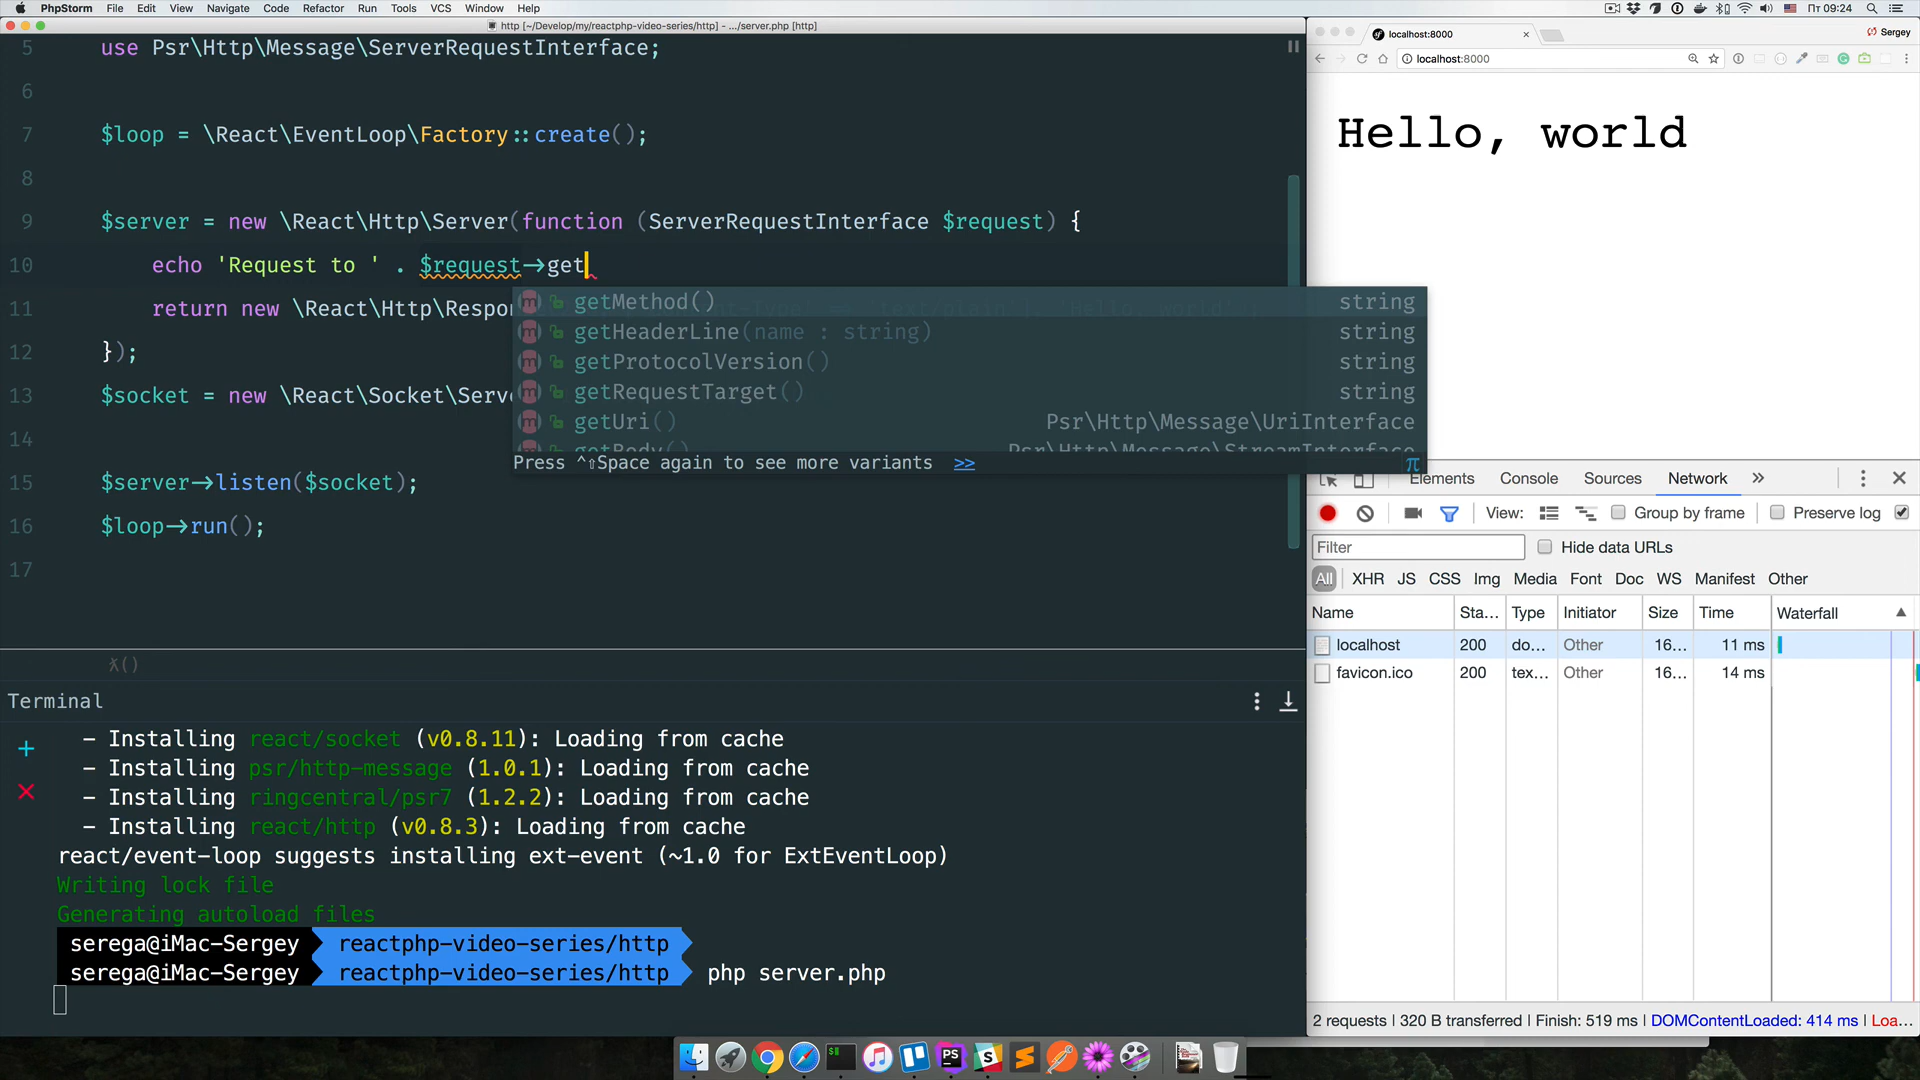 PhpStorm File Edit View Navigate Code Refactor Run Tools VCS Window Help
Пт 09:24
http [~/Develop/my/reactphp-video-series/http] - .../server.php [http]
5 use Psr\Http\Message\ServerRequestInterface;
6
7 $loop = \React\EventLoop\Factory::create();
8
9 $server = new \React\Http\Server(function (ServerRequestInterface $request) {
10 echo 'Request to ' . $request->get
11 return new \React\Http\Respon
12 });
13 $socket = new \React\Socket\Serve
14
15 $server->listen($socket);
16 $loop->run();
17
getMethod() string
getHeaderLine(name : string) string
getProtocolVersion() string
getRequestTarget() string
getUri() Psr\Http\Message\UriInterface
getBody() Psr\Http\Message\StreamInterface
Press ^⇧Space again to see more variants >>
π
λ()
Terminal
- Installing react/socket (v0.8.11): Loading from cache
- Installing psr/http-message (1.0.1): Loading from cache
- Installing ringcentral/psr7 (1.2.2): Loading from cache
- Installing react/http (v0.8.3): Loading from cache
react/event-loop suggests installing ext-event (~1.0 for ExtEventLoop)
Writing lock file
Generating autoload files
serega@iMac-Sergey reactphp-video-series/http
serega@iMac-Sergey reactphp-video-series/http php server.php
localhost:8000
Sergey
localhost:8000
Hello, world
Elements Console Sources Network
View: Group by frame Preserve log
Filter Hide data URLs
All XHR JS CSS Img Media Font Doc WS Manifest Other
Name Sta... Type Initiator Size Time Waterfall
localhost 200 do... Other 16... 11 ms
favicon.ico 200 tex... Other 16... 14 ms
2 requests | 320 B transferred | Finish: 519 ms | DOMContentLoaded: 414 ms | Loa...
PS
S